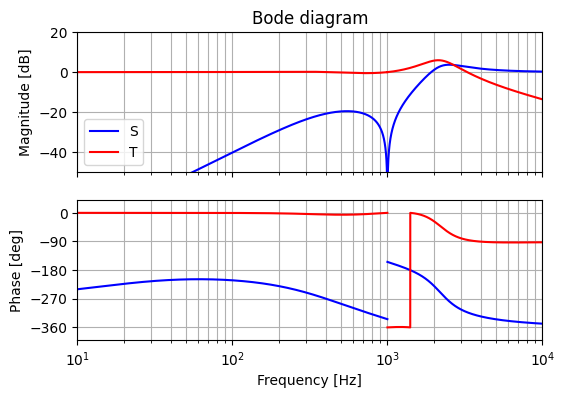 Bode diagram
Magnitude [dB]
20
0
−20
−40
S
T
Phase [deg]
0
−90
−180
−270
−360
10^1
10^2
10^3
10^4
Frequency [Hz]